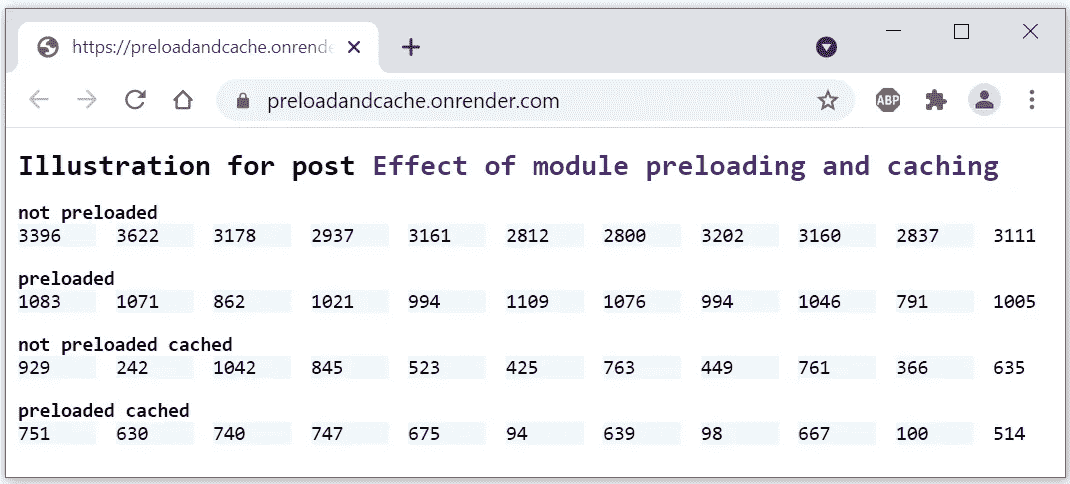 https://preloadandcache.onrende
preloadandcache.onrender.com
ABP
Illustration for post Effect of module preloading and caching
not preloaded
3396 3622 3178 2937 3161 2812 2800 3202 3160 2837 3111
preloaded
1083 1071 862 1021 994 1109 1076 994 1046 791 1005
not preloaded cached
929 242 1042 845 523 425 763 449 761 366 635
preloaded cached
751 630 740 747 675 94 639 98 667 100 514